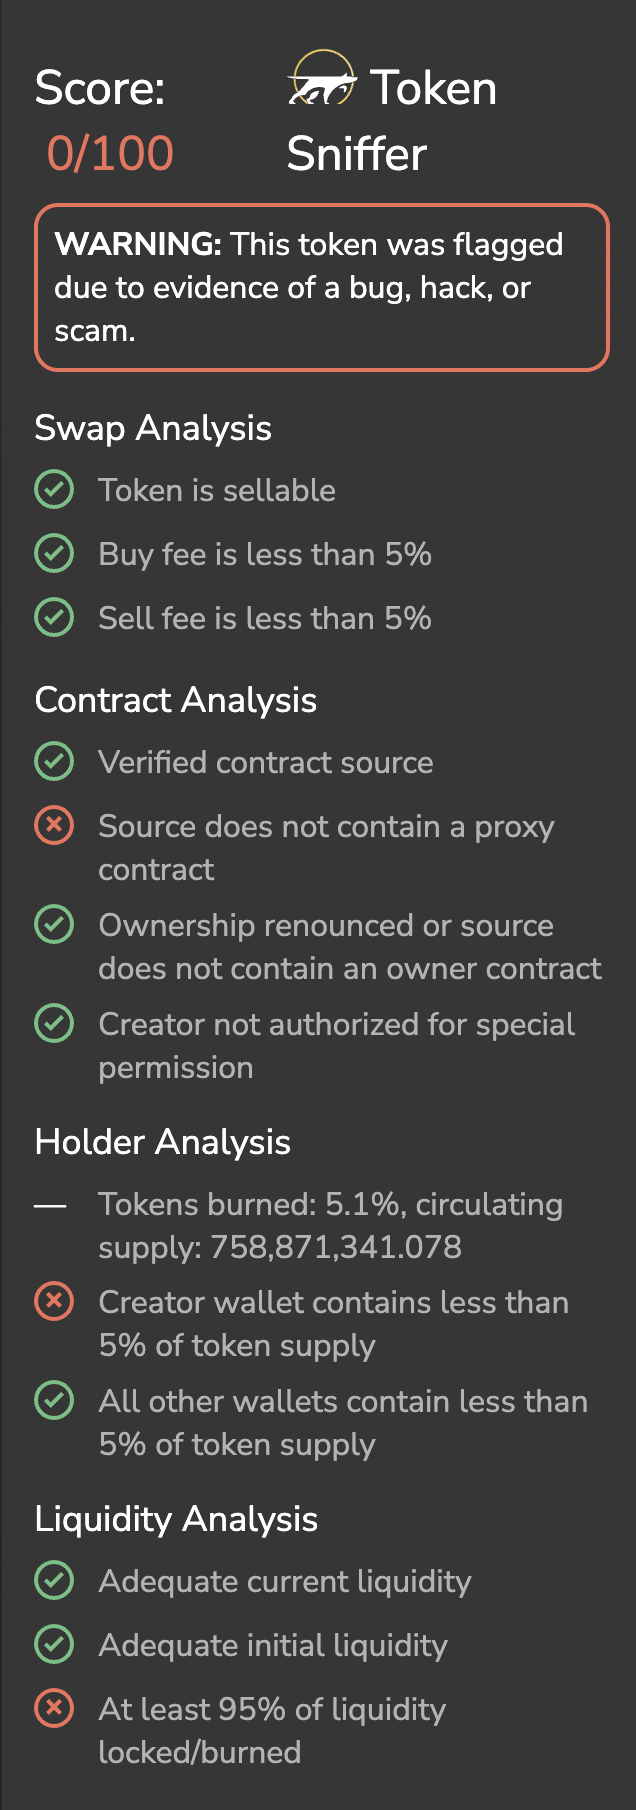 Score:
0/100
Token
Sniffer
WARNING: This token was flagged
due to evidence of a bug, hack, or
scam.
Swap Analysis
Token is sellable
Buy fee is less than 5%
Sell fee is less than 5%
Contract Analysis
Verified contract source
Source does not contain a proxy
contract
Ownership renounced or source
does not contain an owner contract
Creator not authorized for special
permission
Holder Analysis
— Tokens burned: 5.1%, circulating
supply: 758,871,341.078
Creator wallet contains less than
5% of token supply
All other wallets contain less than
5% of token supply
Liquidity Analysis
Adequate current liquidity
Adequate initial liquidity
At least 95% of liquidity
locked/burned